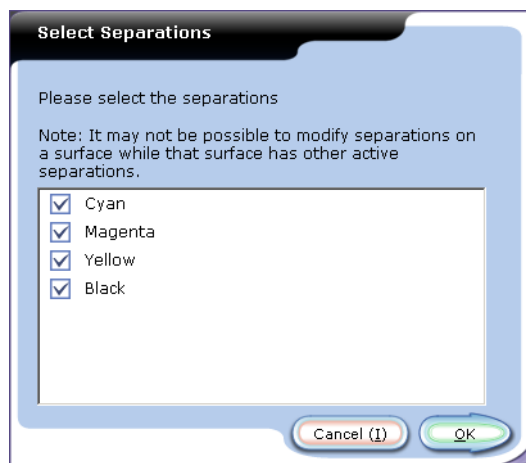 Select Separations
Please select the separations
Note: It may not be possible to modify separations on
a surface while that surface has other active
separations.
Cyan
Magenta
Yellow
Black
Cancel (I)
OK